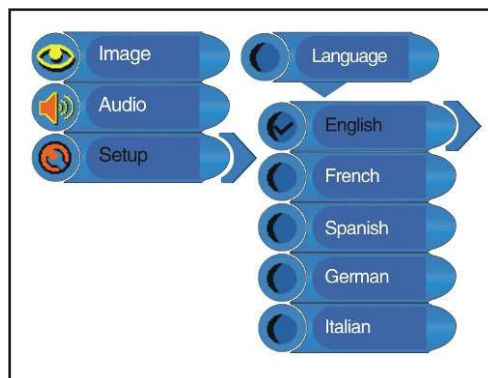 Image
Audio
Setup
Language
English
French
Spanish
German
Italian